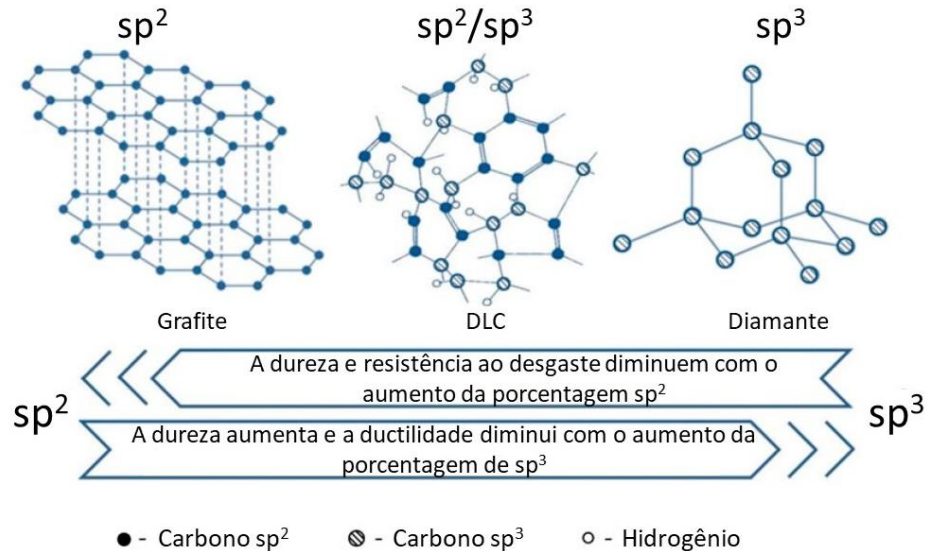 sp²
sp²/sp³
sp³
Grafite
DLC
Diamante
A dureza e resistência ao desgaste diminuem com o
aumento da porcentagem sp²
sp²
sp³
A dureza aumenta e a ductilidade diminui com o aumento da
porcentagem de sp³
- Carbono sp²
- Carbono sp³
- Hidrogênio